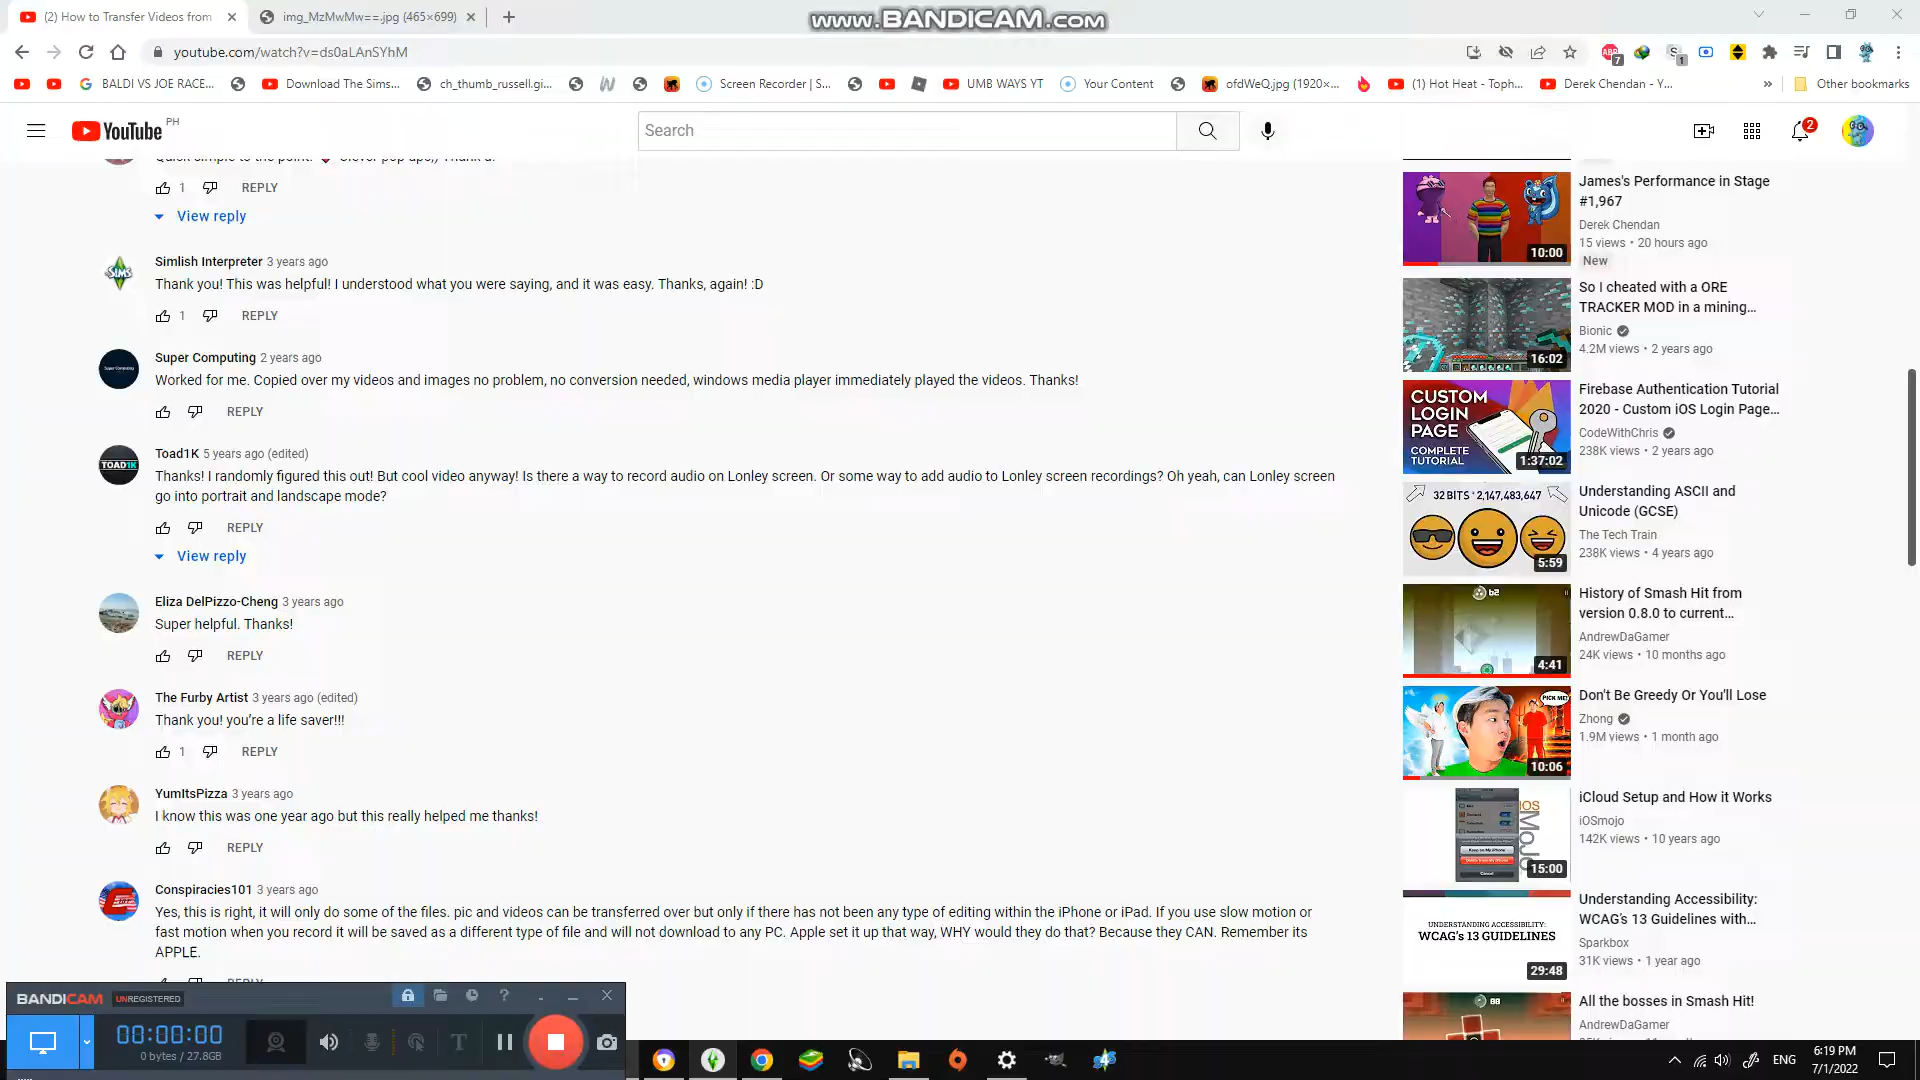 (2) How to Transfer Videos from
img_MzMwMw==.jpg (465×699)
www.BANDICAM.com
youtube.com/watch?v=ds0aLAnSYhM
7
1
BALDI VS JOE RACE...
Download The Sims...
ch_thumb_russell.gi...
Screen Recorder | S...
UMB WAYS YT
Your Content
ofdWeQ.jpg (1920×...
(1) Hot Heat - Toph...
Derek Chendan - Y...
»
Other bookmarks
YouTube PH
Search
2
1 REPLY
View reply
Simlish Interpreter 3 years ago
Thank you! This was helpful! I understood what you were saying, and it was easy. Thanks, again! :D
1 REPLY
Super Computing 2 years ago
Worked for me. Copied over my videos and images no problem, no conversion needed, windows media player immediately played the videos. Thanks!
REPLY
TOAD1K
Toad1K 5 years ago (edited)
Thanks! I randomly figured this out! But cool video anyway! Is there a way to record audio on Lonley screen. Or some way to add audio to Lonley screen recordings? Oh yeah, can Lonley screen
go into portrait and landscape mode?
REPLY
View reply
Eliza DelPizzo-Cheng 3 years ago
Super helpful. Thanks!
REPLY
The Furby Artist 3 years ago (edited)
Thank you! you’re a life saver!!!
1 REPLY
YumItsPizza 3 years ago
I know this was one year ago but this really helped me thanks!
REPLY
Conspiracies101 3 years ago
Yes, this is right, it will only do some of the files. pic and videos can be transferred over but only if there has not been any type of editing within the iPhone or iPad. If you use slow motion or
fast motion when you record it will be saved as a different type of file and will not download to any PC. Apple set it up that way, WHY would they do that? Because they CAN. Remember its
APPLE.
10:00
James's Performance in Stage
#1,967
Derek Chendan
15 views • 20 hours ago
New
16:02
So I cheated with a ORE
TRACKER MOD in a mining...
Bionic
4.2M views • 2 years ago
CUSTOM
LOGIN
PAGE
COMPLETE
TUTORIAL
1:37:02
Firebase Authentication Tutorial
2020 - Custom iOS Login Page...
CodeWithChris
238K views • 2 years ago
32 BITS * 2,147,483,647
5:59
Understanding ASCII and
Unicode (GCSE)
The Tech Train
238K views • 4 years ago
62
4:41
History of Smash Hit from
version 0.8.0 to current...
AndrewDaGamer
24K views • 10 months ago
PICK ME!
10:06
Don't Be Greedy Or You’ll Lose
Zhong
1.9M views • 1 month ago
15:00
iCloud Setup and How it Works
iOSmojo
142K views • 10 years ago
UNDERSTANDING ACCESSIBILITY:
WCAG's 13 GUIDELINES
29:48
Understanding Accessibility:
WCAG’s 13 Guidelines with...
Sparkbox
31K views • 1 year ago
88
All the bosses in Smash Hit!
AndrewDaGamer
BANDICAM UNREGISTERED
?
00:00:00
0 bytes / 27.8GB
T
ENG
6:19 PM
7/1/2022